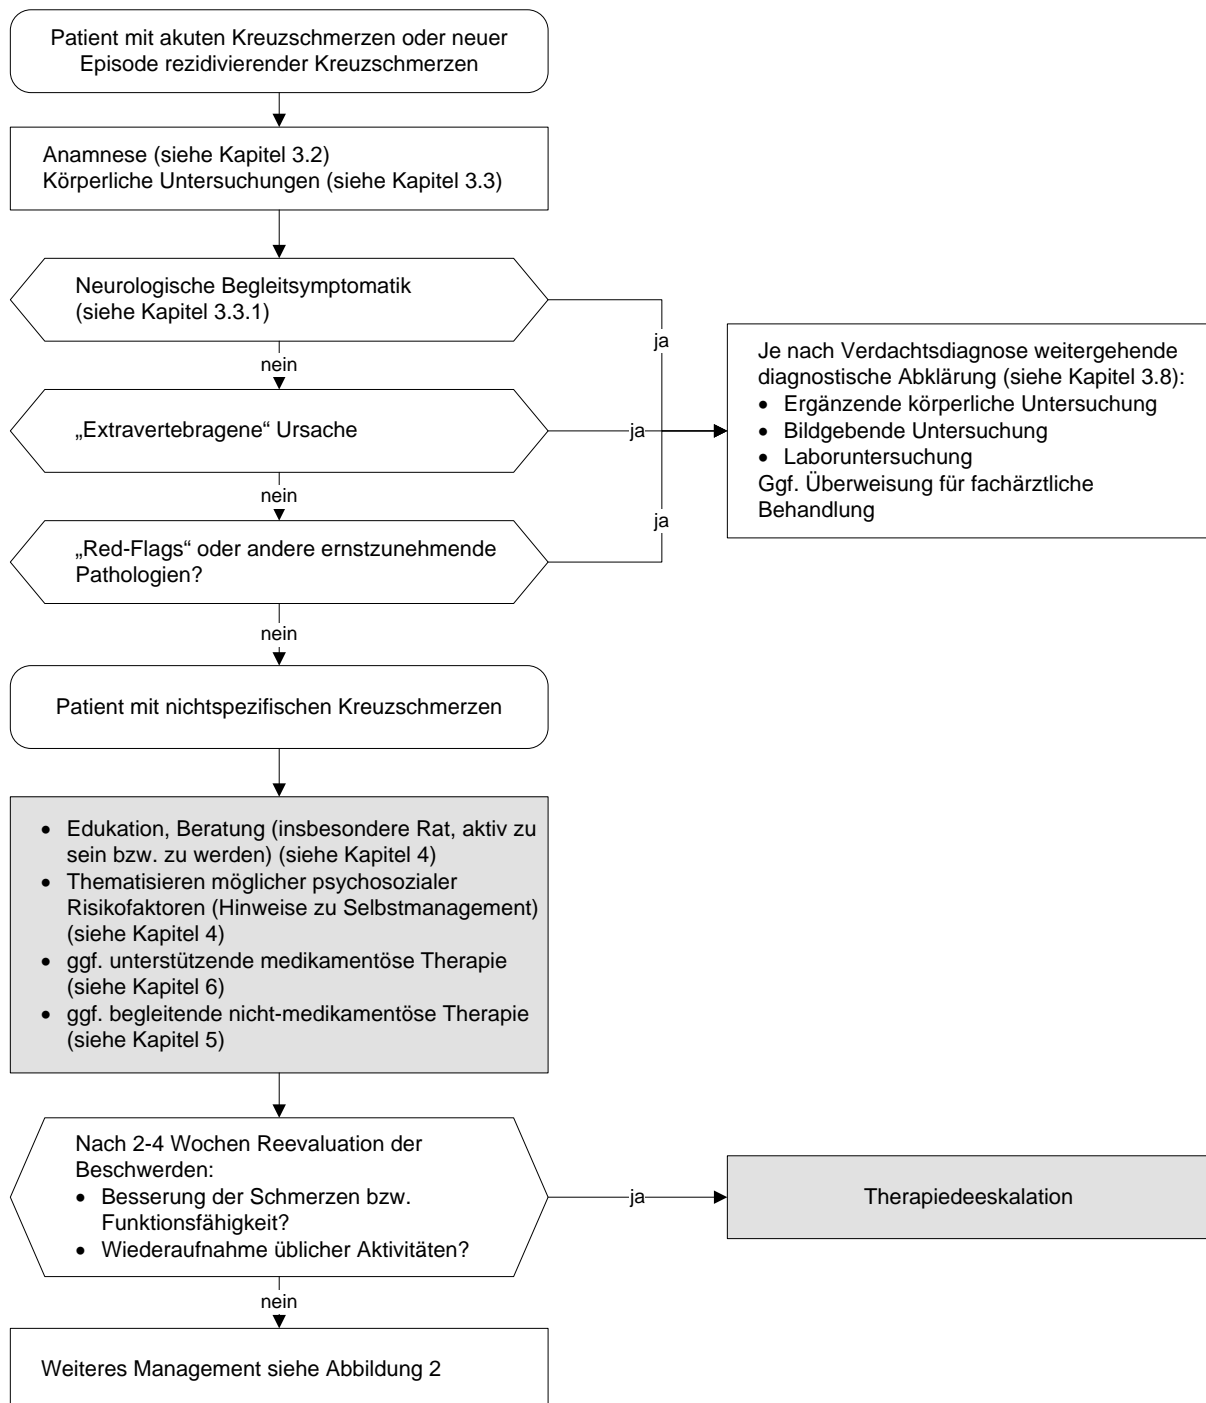 Patient mit akuten Kreuzschmerzen oder neuer
Episode rezidivierender Kreuzschmerzen
Anamnese (siehe Kapitel 3.2)
Körperliche Untersuchungen (siehe Kapitel 3.3)
Neurologische Begleitsymptomatik
(siehe Kapitel 3.3.1)
ja
nein
„Extravertebragene“ Ursache
ja
nein
„Red-Flags“ oder andere ernstzunehmende
Pathologien?
ja
nein
Je nach Verdachtsdiagnose weitergehende
diagnostische Abklärung (siehe Kapitel 3.8):
• Ergänzende körperliche Untersuchung
• Bildgebende Untersuchung
• Laboruntersuchung
Ggf. Überweisung für fachärztliche
Behandlung
Patient mit nichtspezifischen Kreuzschmerzen
• Edukation, Beratung (insbesondere Rat, aktiv zu
sein bzw. zu werden) (siehe Kapitel 4)
• Thematisieren möglicher psychosozialer
Risikofaktoren (Hinweise zu Selbstmanagement)
(siehe Kapitel 4)
• ggf. unterstützende medikamentöse Therapie
(siehe Kapitel 6)
• ggf. begleitende nicht-medikamentöse Therapie
(siehe Kapitel 5)
Nach 2-4 Wochen Reevaluation der
Beschwerden:
• Besserung der Schmerzen bzw.
Funktionsfähigkeit?
• Wiederaufnahme üblicher Aktivitäten?
ja
Therapiedeeskalation
nein
Weiteres Management siehe Abbildung 2